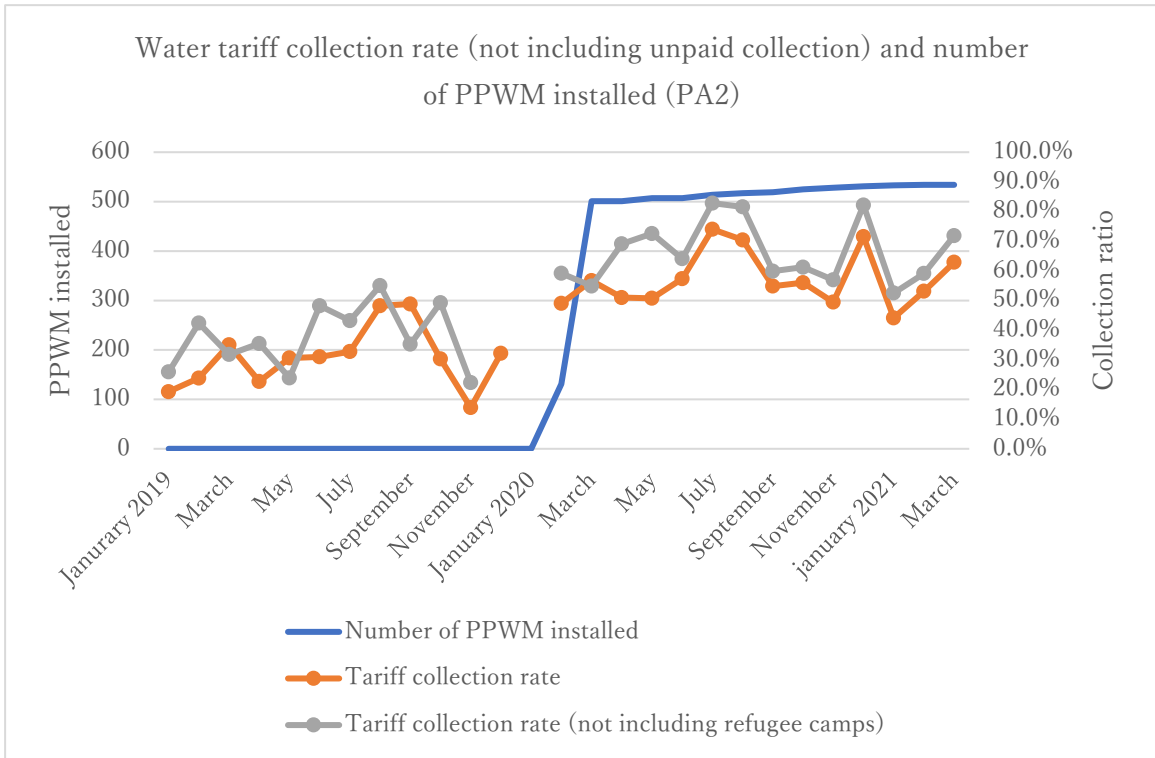 Water tariff collection rate (not including unpaid collection) and number
of PPWM installed (PA2)
600
500
400
300
200
100
0
PPWM installed
100.0%
90.0%
80.0%
70.0%
60.0%
50.0%
40.0%
30.0%
20.0%
10.0%
0.0%
Collection ratio
Janurary 2019
March
May
July
September
November
January 2020
March
May
July
September
November
january 2021
March
Number of PPWM installed
Tariff collection rate
Tariff collection rate (not including refugee camps)